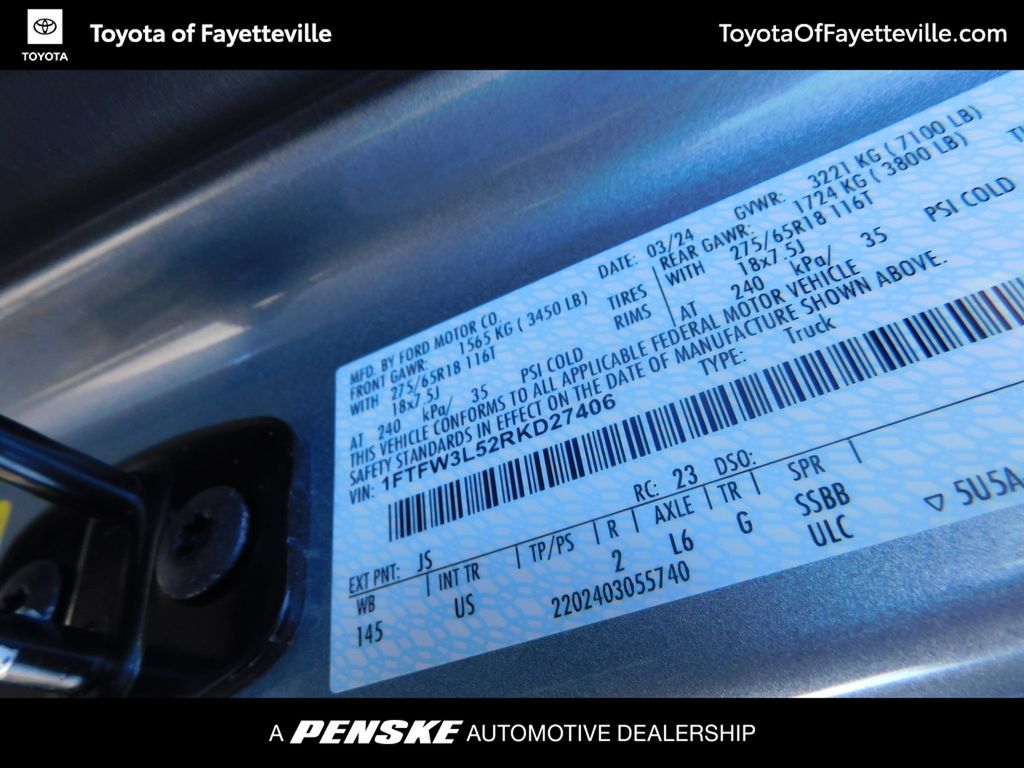 TOYOTA
Toyota of Fayetteville
ToyotaOfFayetteville.com
MFD. BY FORD MOTOR CO. DATE: 03/24 GVWR: 3221 KG ( 7100 LB)
FRONT GAWR: 1565 KG ( 3450 LB) REAR GAWR: 1724 KG ( 3800 LB)
WITH 275/65R18 116T TIRES WITH 275/65R18 116T
18x7.5J RIMS 18x7.5J
AT 240 kPa/ 35 PSI COLD AT 240 kPa/ 35 PSI COLD
THIS VEHICLE CONFORMS TO ALL APPLICABLE FEDERAL MOTOR VEHICLE
SAFETY STANDARDS IN EFFECT ON THE DATE OF MANUFACTURE SHOWN ABOVE.
VIN: 1FTFW3L52RKD27406 TYPE: Truck
EXT PNT: JS RC: 23 DSO:
WB INT TR TP/PS R AXLE TR SPR
145 US 2 L6 G SSBB
2202403055740 ULC ▽ 5U5A
A PENSKE AUTOMOTIVE DEALERSHIP